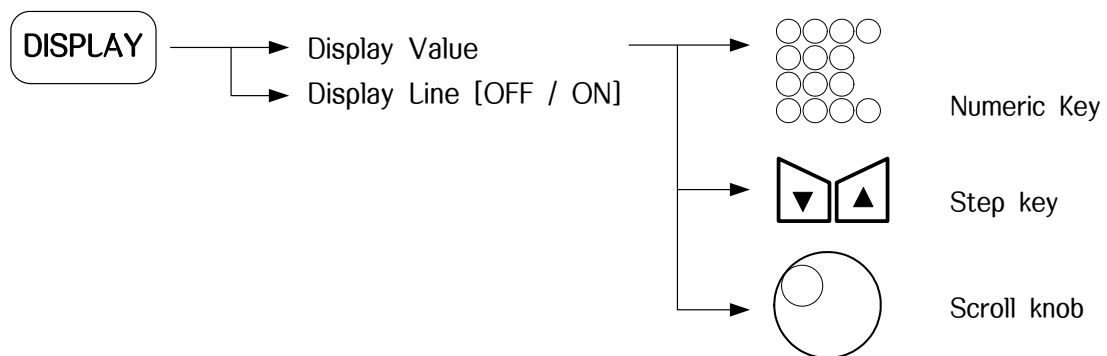 DISPLAY
Display Value
Display Line [OFF / ON]
Numeric Key
Step key
Scroll knob